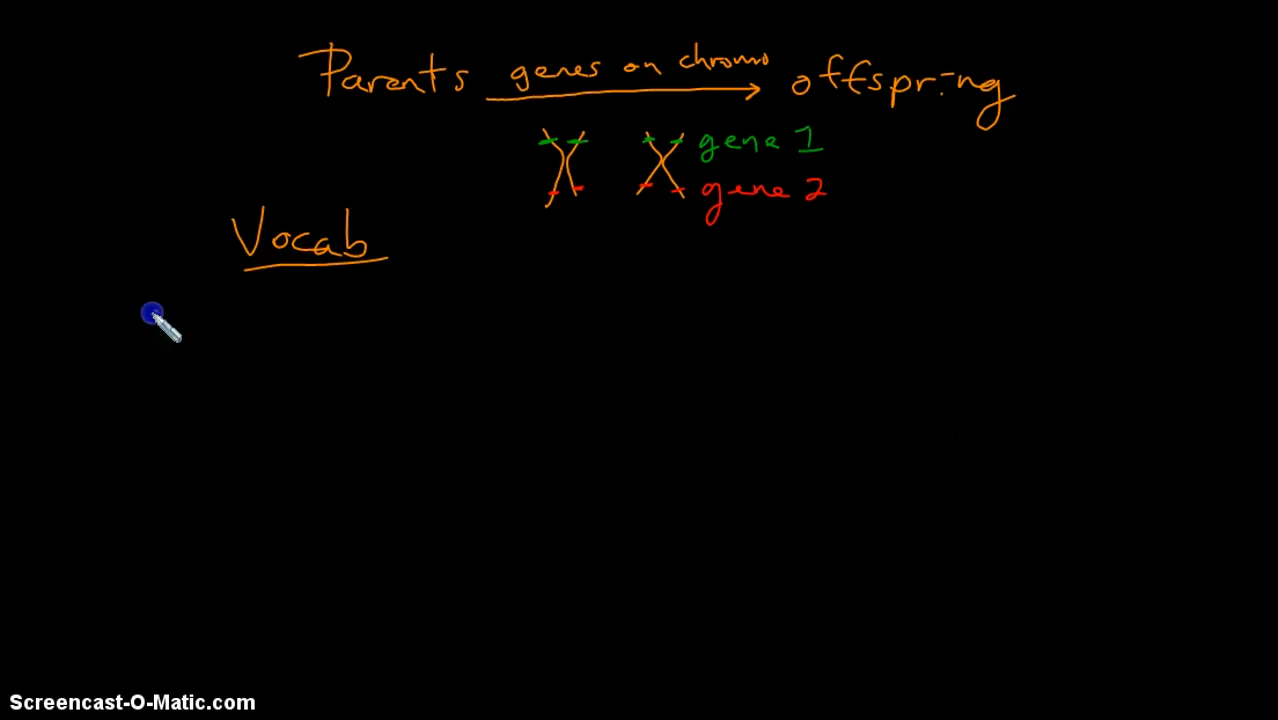 Parents genes on chromo offspring
gene 1
gene 2
Vocab
Screencast-O-Matic.com